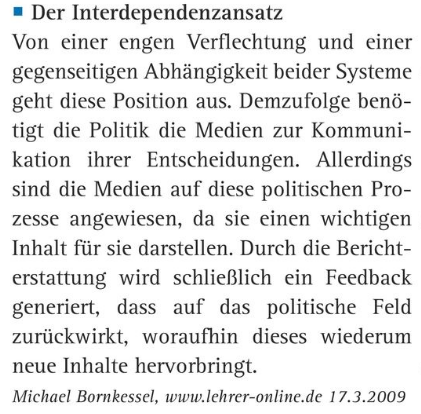 ■ Der Interdependenzansatz
Von einer engen Verflechtung und einer
gegenseitigen Abhängigkeit beider Systeme
geht diese Position aus. Demzufolge benö-
tigt die Politik die Medien zur Kommuni-
kation ihrer Entscheidungen. Allerdings
sind die Medien auf diese politischen Pro-
zesse angewiesen, da sie einen wichtigen
Inhalt für sie darstellen. Durch die Bericht-
erstattung wird schließlich ein Feedback
generiert, dass auf das politische Feld
zurückwirkt, woraufhin dieses wiederum
neue Inhalte hervorbringt.
Michael Bornkessel, www.lehrer-online.de 17.3.2009